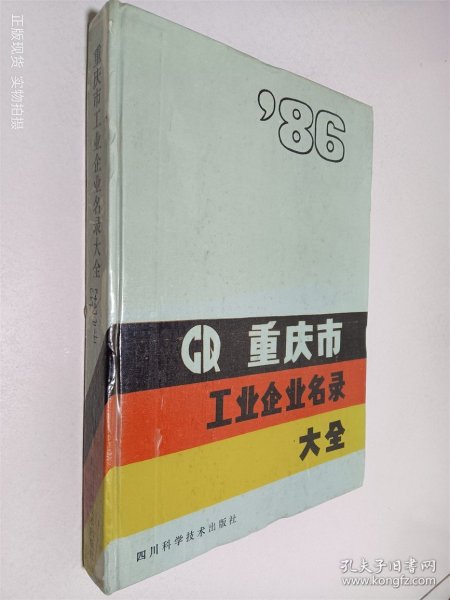 正版现货 实物拍摄
重庆市工业企业名录大全
'86
CQ 重庆市
工业企业名录
大全
四川科学技术出版社
孔夫子旧书网
www.kongfz.com